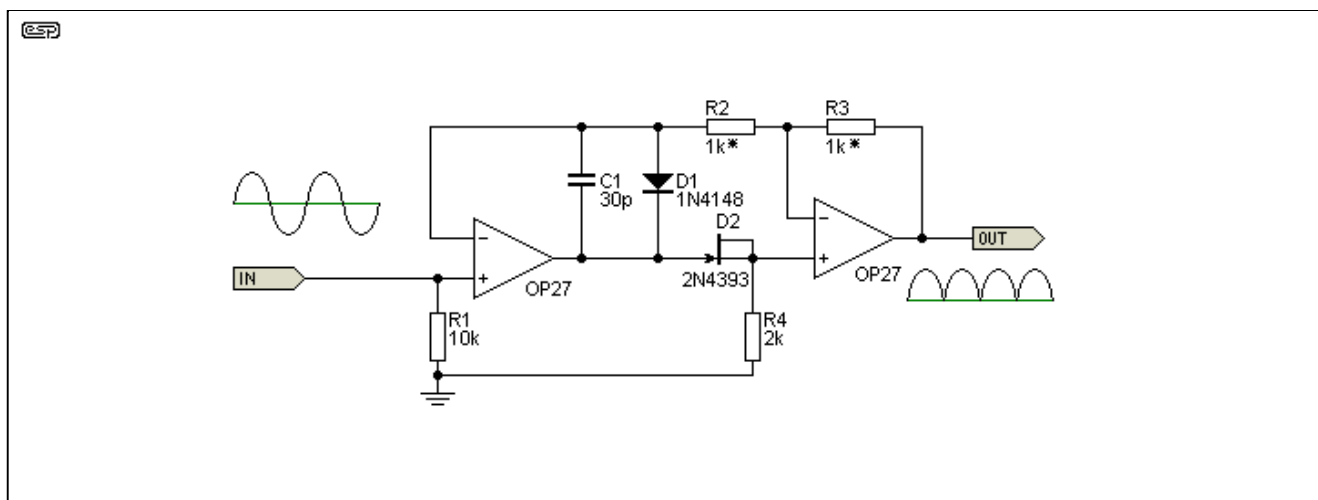 esp
R2
1k*
R3
1k*
C1
30p
D1
1N4148
D2
2N4393
−
+
OP27
−
+
OP27
IN
OUT
R1
10k
R4
2k